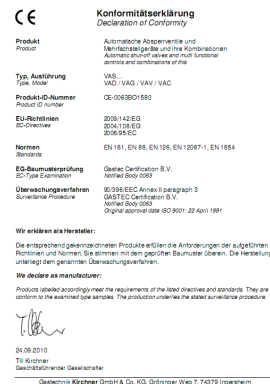 CE
Konformitätserklärung
Declaration of Conformity
Produkt
Product
Automatische Absperrventile und
Mehrfachstellgeräte und ihre Kombinationen
Automatic shut-off valves and multi functional
controls and combinations of this
Typ, Ausführung
Type, Model
VAS...
VAD / VAG / VAV / VAC
Produkt-ID-Nummer
Product ID number
CE-0063BO1580
EU-Richtlinien
EC-Directives
2009/142/EG
2004/108/EG
2006/95/EC
Normen
Standards
EN 161, EN 88, EN 126, EN 12067-1, EN 1854
EG-Baumusterprüfung
EC-Type Examination
Gastec Certification B.V.
Notified Body 0063
Überwachungsverfahren
Surveillance Procedure
90/396/EEC Annex II paragraph 3
GASTEC Certification B.V.
Notified Body 0063
Original approval date ISO 9001: 22 April 1991
Wir erklären als Hersteller:
Die entsprechend gekennzeichneten Produkte erfüllen die Anforderungen der aufgeführten
Richtlinien und Normen. Sie stimmen mit dem geprüften Baumuster überein. Die Herstellung
unterliegt dem genannten Überwachungsverfahren.
We declare as manufacturer:
Products labelled accordingly meet the requirements of the listed directives and standards. They are
conform to the examined type samples. The production underlies the stated surveillance procedure.
24.09.2010
Till Kirchner
Geschäftsführender Gesellschafter
Gastechnik Kirchner GmbH & Co. KG, Gröninger Weg 7, 74379 Ingersheim